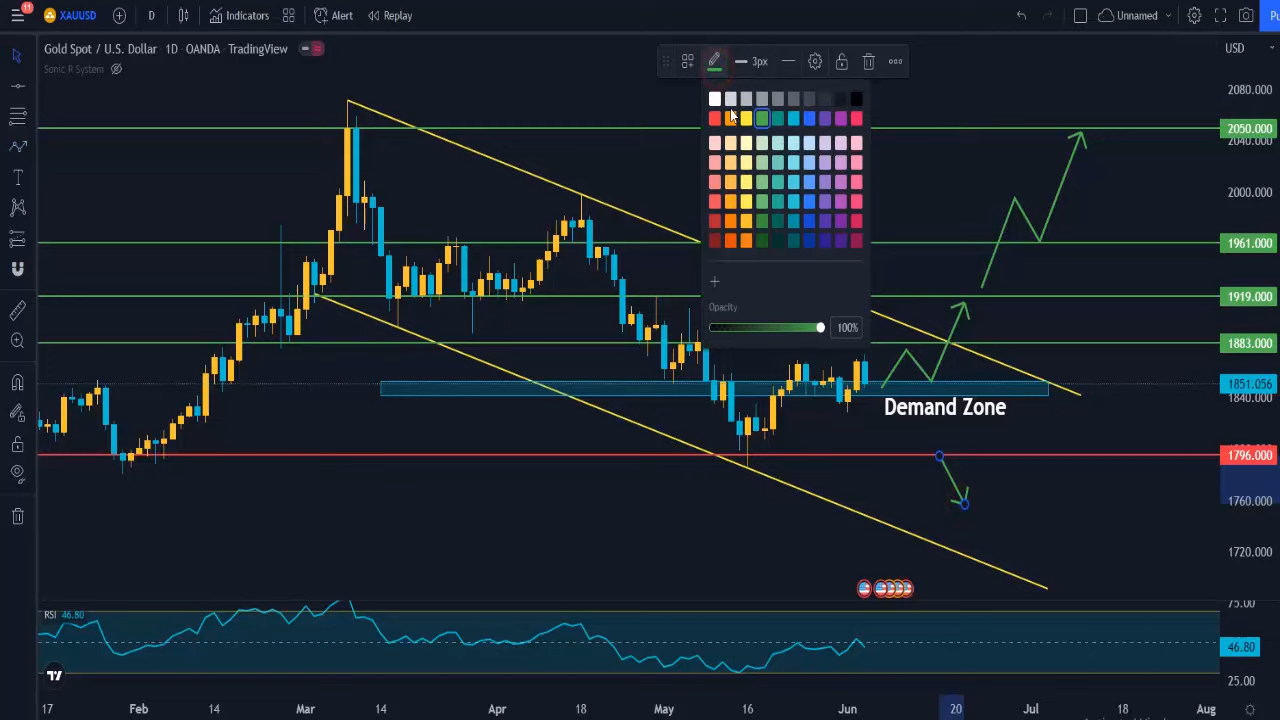 11
XAUUSD D Indicators Alert Replay Unnamed Pu
Gold Spot / U.S. Dollar 1D OANDA TradingView
Sonic R System
3px
USD
2080.000
2050.000
2040.000
2000.000
1961.000
1919.000
Opacity
100%
1883.000
1851.056
1840.000
Demand Zone
1796.000
1760.000
1720.000
RSI 46.80
75.00
46.80
25.00
17 Feb 14 Mar 14 Apr 18 May 16 Jun 20 Jul 18 Aug